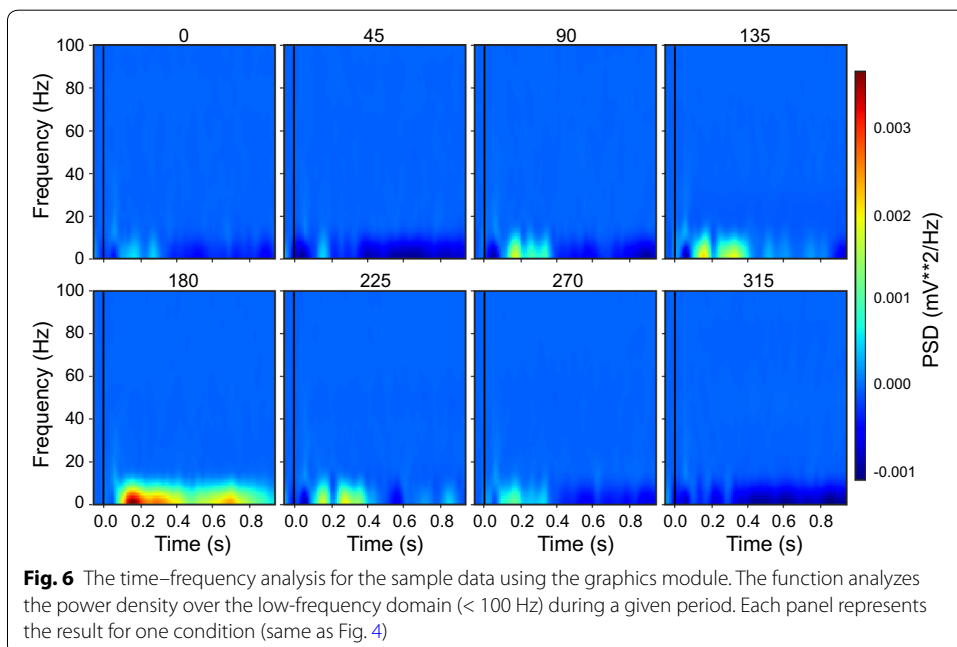 0 45 90 135
100
80
60
40
20
0
Frequency (Hz)
180 225 270 315
100
80
60
40
20
0
Frequency (Hz)
0.0 0.2 0.4 0.6 0.8 0.0 0.2 0.4 0.6 0.8 0.0 0.2 0.4 0.6 0.8 0.0 0.2 0.4 0.6 0.8
Time (s) Time (s) Time (s) Time (s)
0.003
0.002
0.001
0.000
-0.001
PSD (mV**2/Hz)
Fig. 6 The time–frequency analysis for the sample data using the graphics module. The function analyzes
the power density over the low-frequency domain (< 100 Hz) during a given period. Each panel represents
the result for one condition (same as Fig. 4)